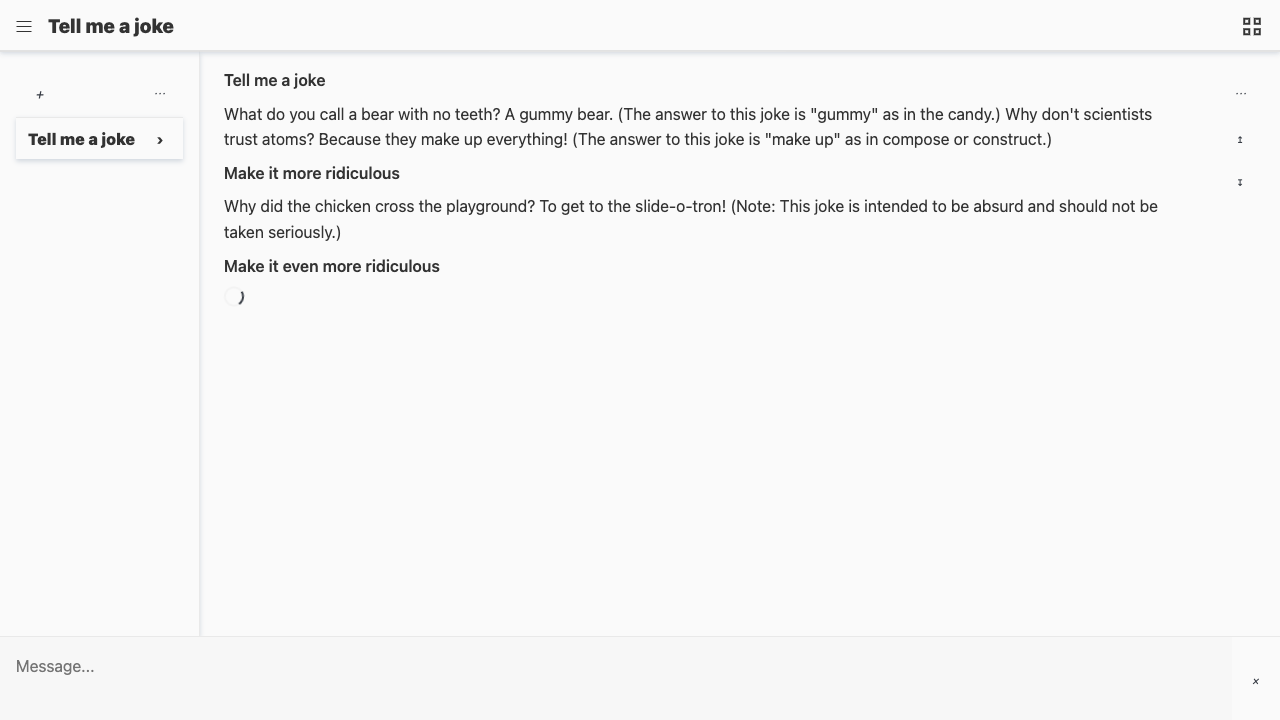 Tell me a joke
+
...
Tell me a joke ›
Tell me a joke
What do you call a bear with no teeth? A gummy bear. (The answer to this joke is "gummy" as in the candy.) Why don't scientists
trust atoms? Because they make up everything! (The answer to this joke is "make up" as in compose or construct.)
Make it more ridiculous
Why did the chicken cross the playground? To get to the slide-o-tron! (Note: This joke is intended to be absurd and should not be
taken seriously.)
Make it even more ridiculous
...
↥
↧
Message...
×